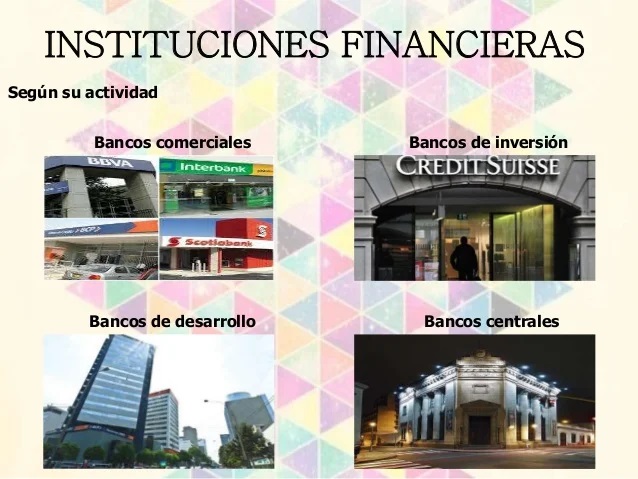 INSTITUCIONES FINANCIERAS
Según su actividad
Bancos comerciales
Bancos de inversión
BBVA
Interbank
CREDIT SUISSE
BCP
Scotiabank
Bancos de desarrollo
Bancos centrales